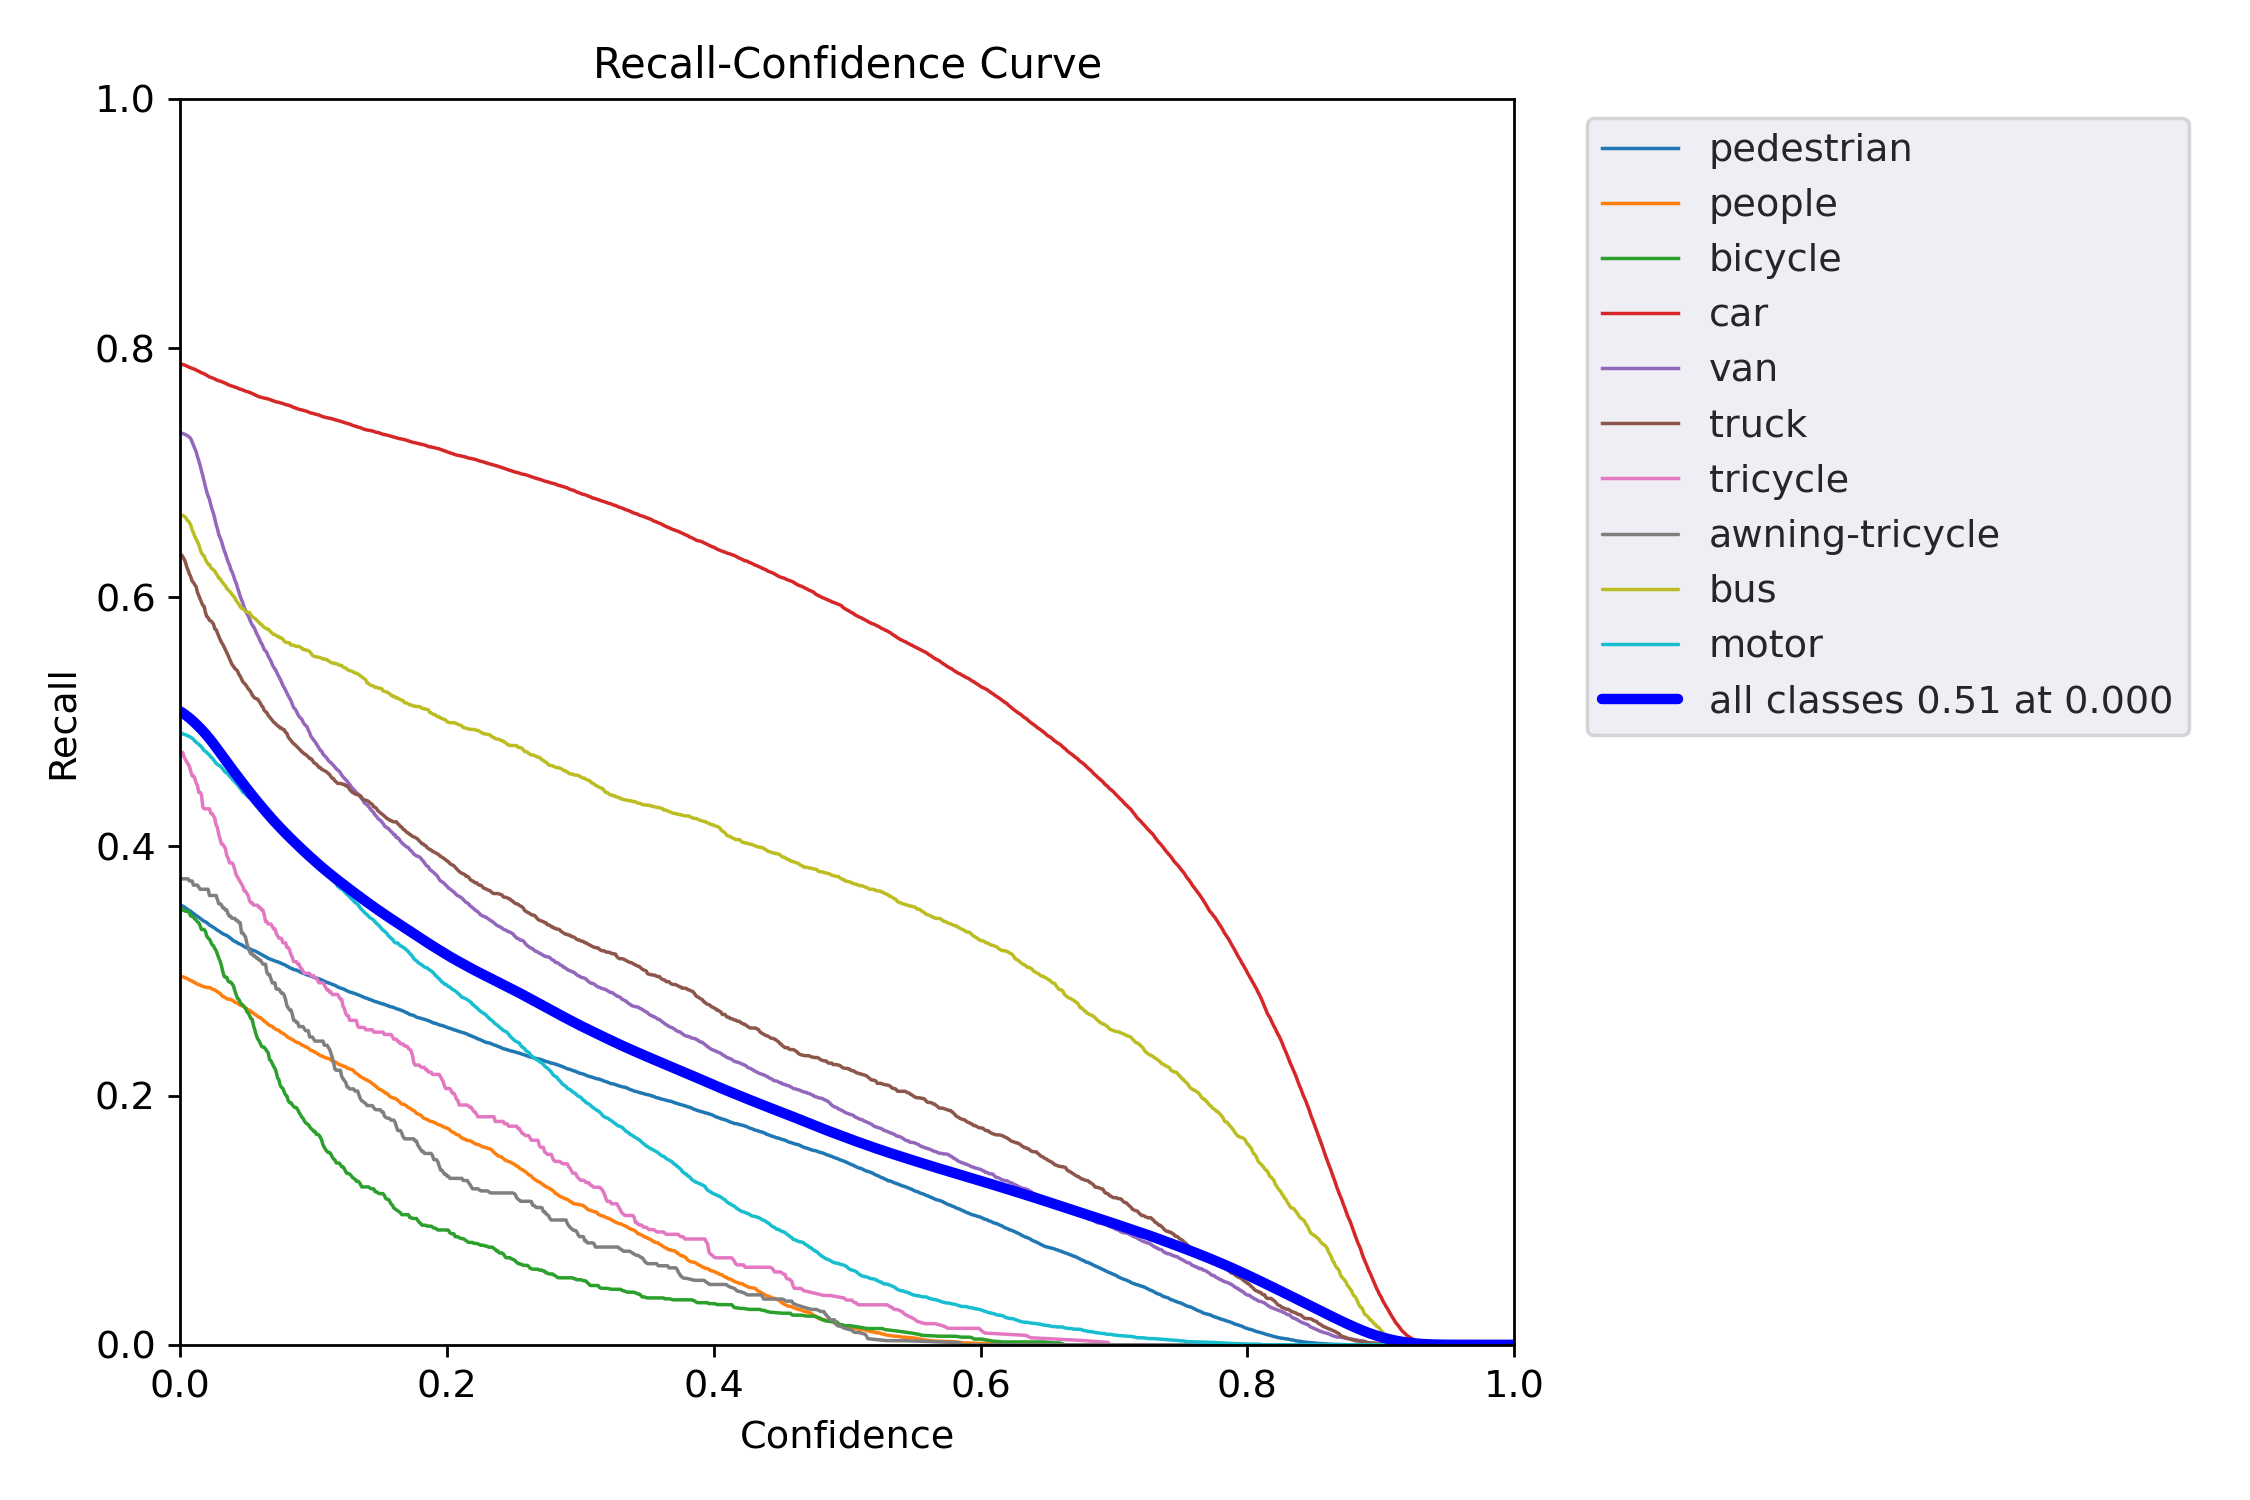 Recall-Confidence Curve
1.0
0.8
0.6
0.4
0.2
0.0
Recall
0.0 0.2 0.4 0.6 0.8 1.0
Confidence
pedestrian
people
bicycle
car
van
truck
tricycle
awning-tricycle
bus
motor
all classes 0.51 at 0.000